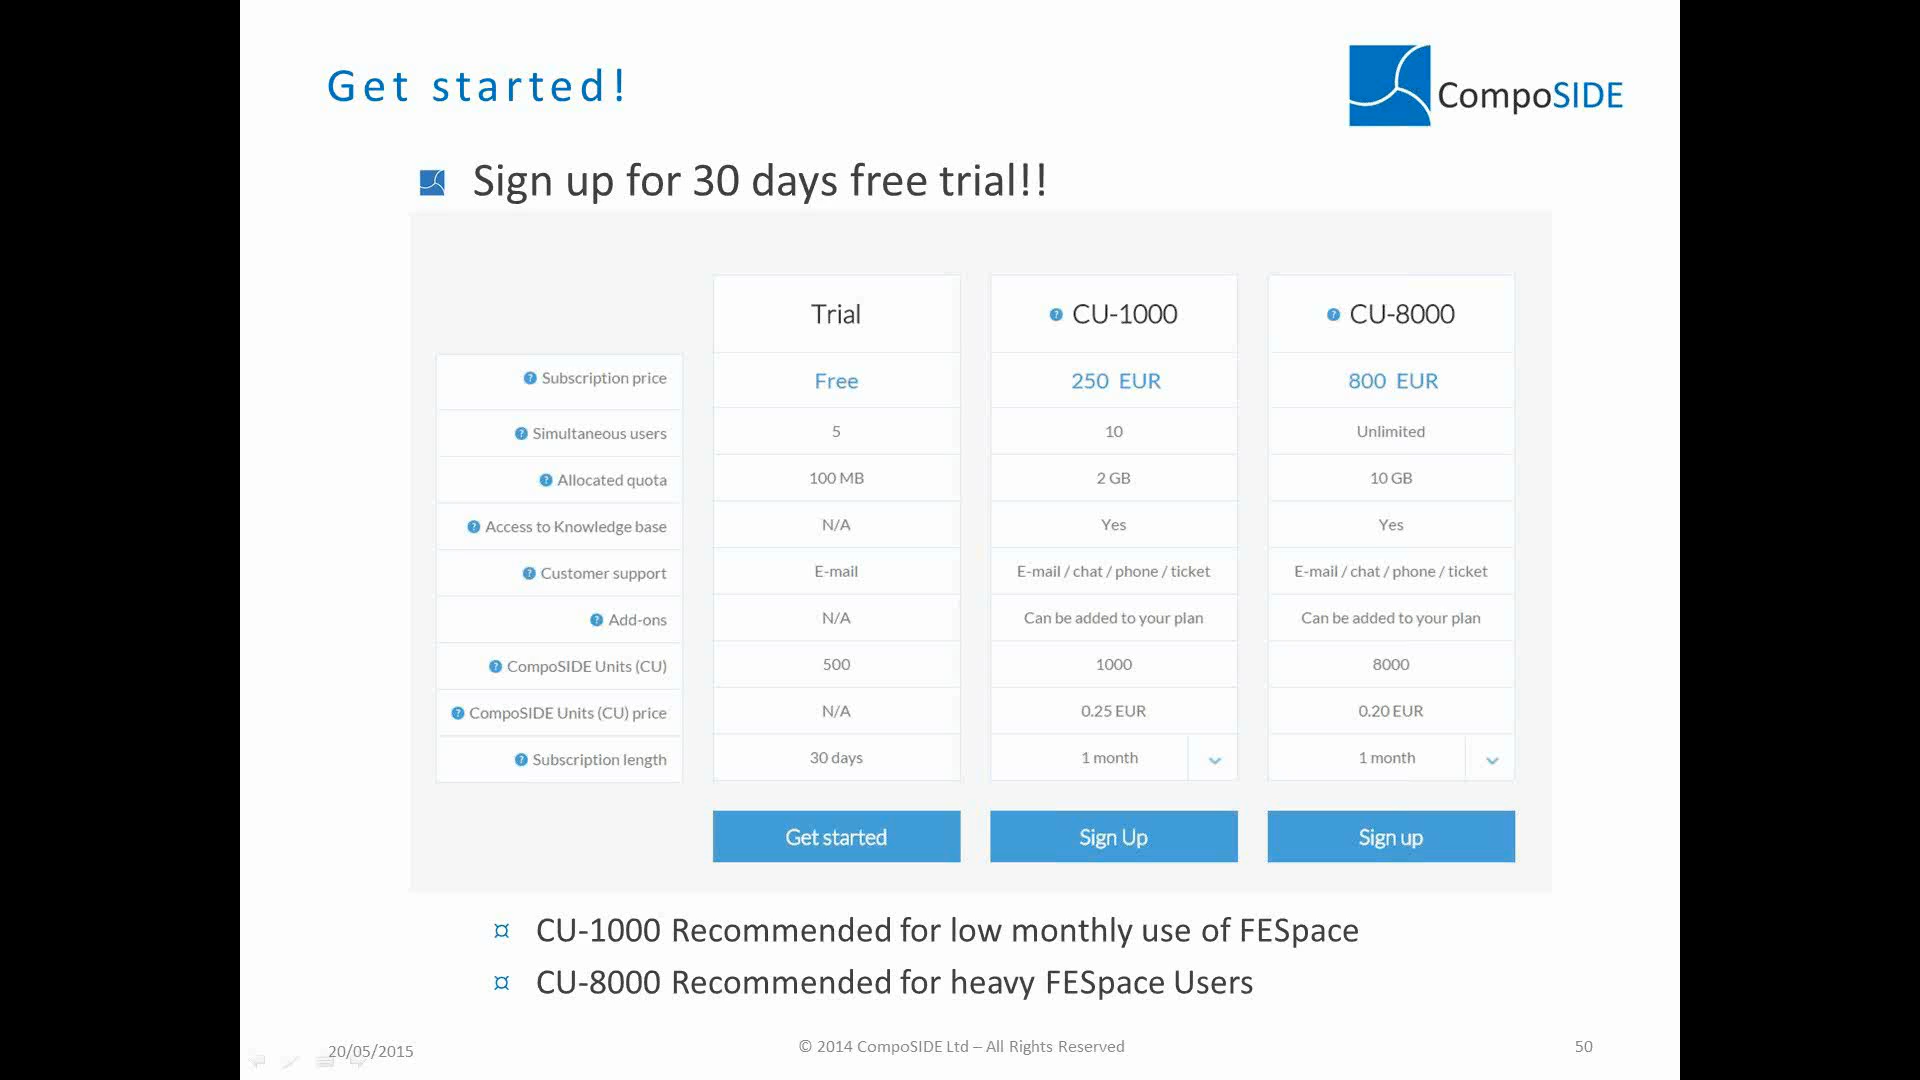 Get started!
CompoSIDE
Sign up for 30 days free trial!!
Trial
? CU-1000
? CU-8000
? Subscription price
Free
250 EUR
800 EUR
? Simultaneous users
5
10
Unlimited
? Allocated quota
100 MB
2 GB
10 GB
? Access to Knowledge base
N/A
Yes
Yes
? Customer support
E-mail
E-mail / chat / phone / ticket
E-mail / chat / phone / ticket
? Add-ons
N/A
Can be added to your plan
Can be added to your plan
? CompoSIDE Units (CU)
500
1000
8000
? CompoSIDE Units (CU) price
N/A
0.25 EUR
0.20 EUR
? Subscription length
30 days
1 month
1 month
Get started
Sign Up
Sign up
¤ CU-1000 Recommended for low monthly use of FESpace
¤ CU-8000 Recommended for heavy FESpace Users
20/05/2015
© 2014 CompoSIDE Ltd – All Rights Reserved
50